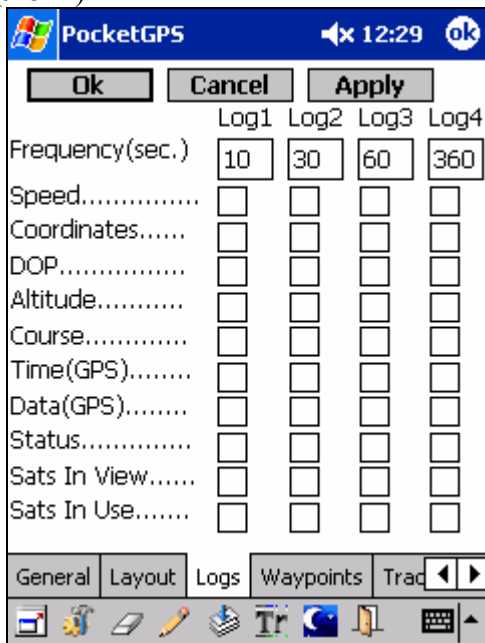 PocketGPS 12:29 ok
Ok Cancel Apply
Log1 Log2 Log3 Log4
Frequency(sec.) 10 30 60 360
Speed...............
Coordinates......
DOP................
Altitude...........
Course.............
Time(GPS)........
Data(GPS)........
Status..............
Sats In View......
Sats In Use.......
General Layout Logs Waypoints Trac
Tr